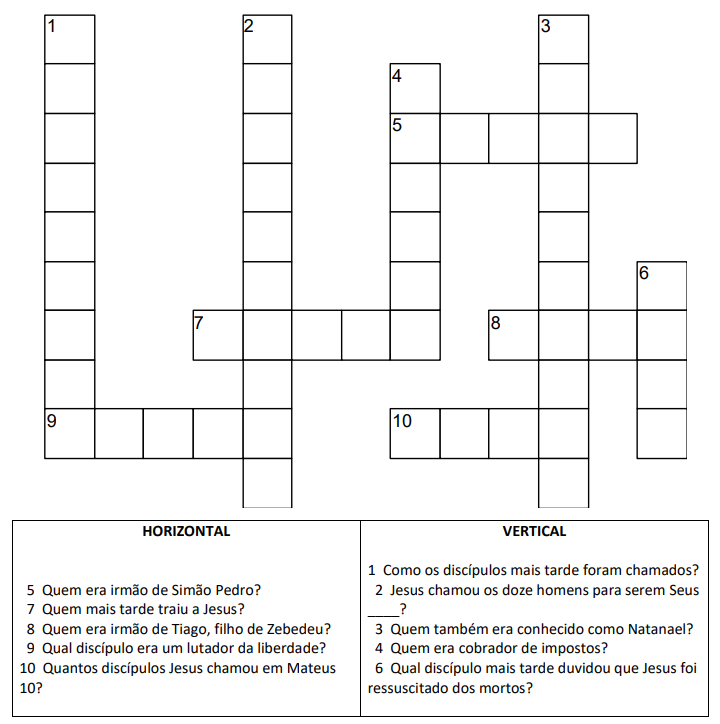 1
2
3
4
5
6
7
8
9
10
HORIZONTAL
5 Quem era irmão de Simão Pedro?
7 Quem mais tarde traiu a Jesus?
8 Quem era irmão de Tiago, filho de Zebedeu?
9 Qual discípulo era um lutador da liberdade?
10 Quantos discípulos Jesus chamou em Mateus
10?
VERTICAL
1 Como os discípulos mais tarde foram chamados?
2 Jesus chamou os doze homens para serem Seus
____?
3 Quem também era conhecido como Natanael?
4 Quem era cobrador de impostos?
6 Qual discípulo mais tarde duvidou que Jesus foi
ressuscitado dos mortos?